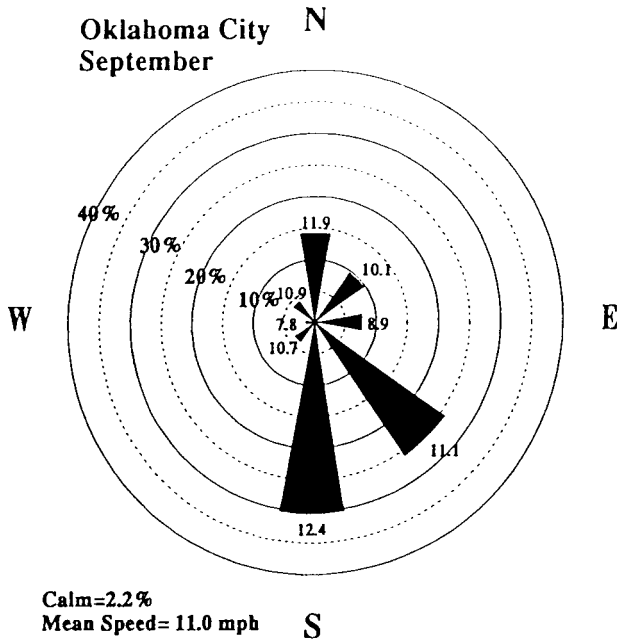 N
Oklahoma City
September
40%
30%
20%
10%
11.9
10.1
10.9
7.8
8.9
10.7
W
E
11.1
12.4
Calm=2.2%
Mean Speed= 11.0 mph
S